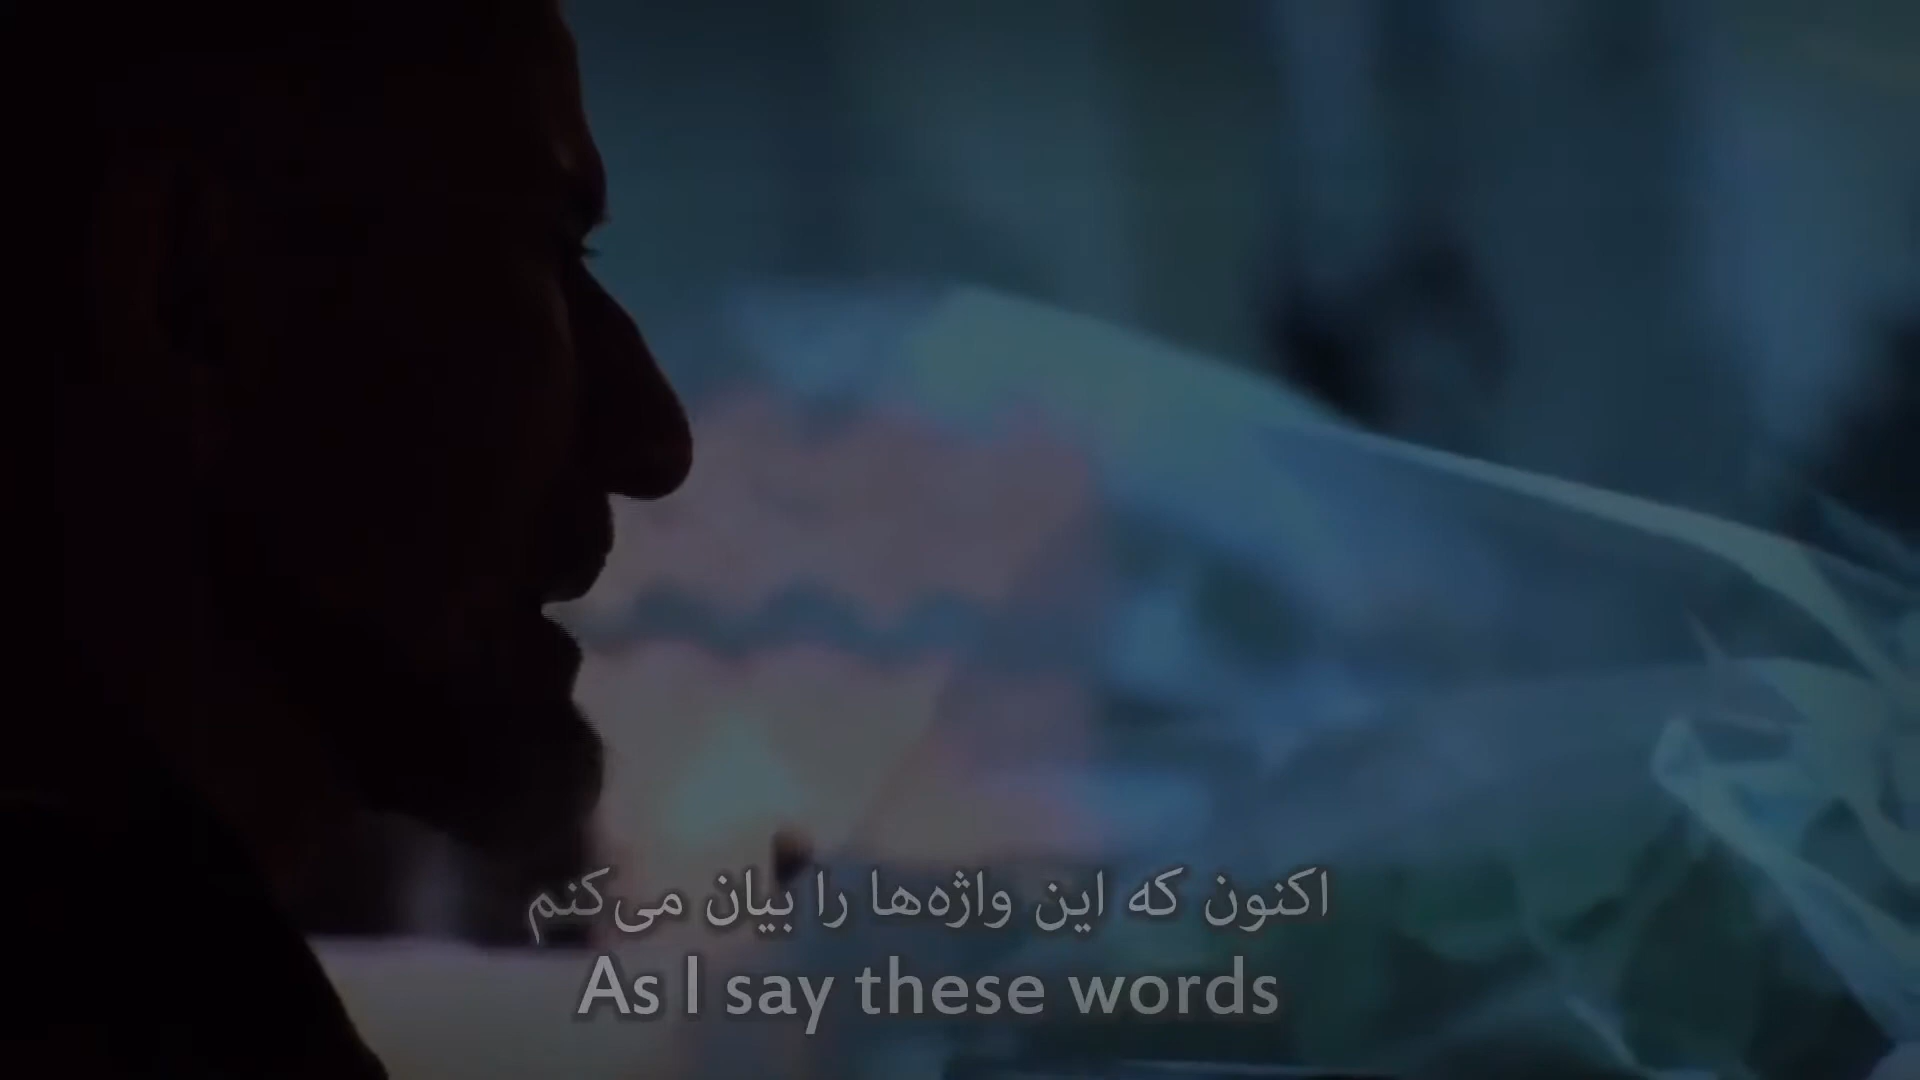 اکنون که این واژه‌ها را بیان می‌کنم
As I say these words